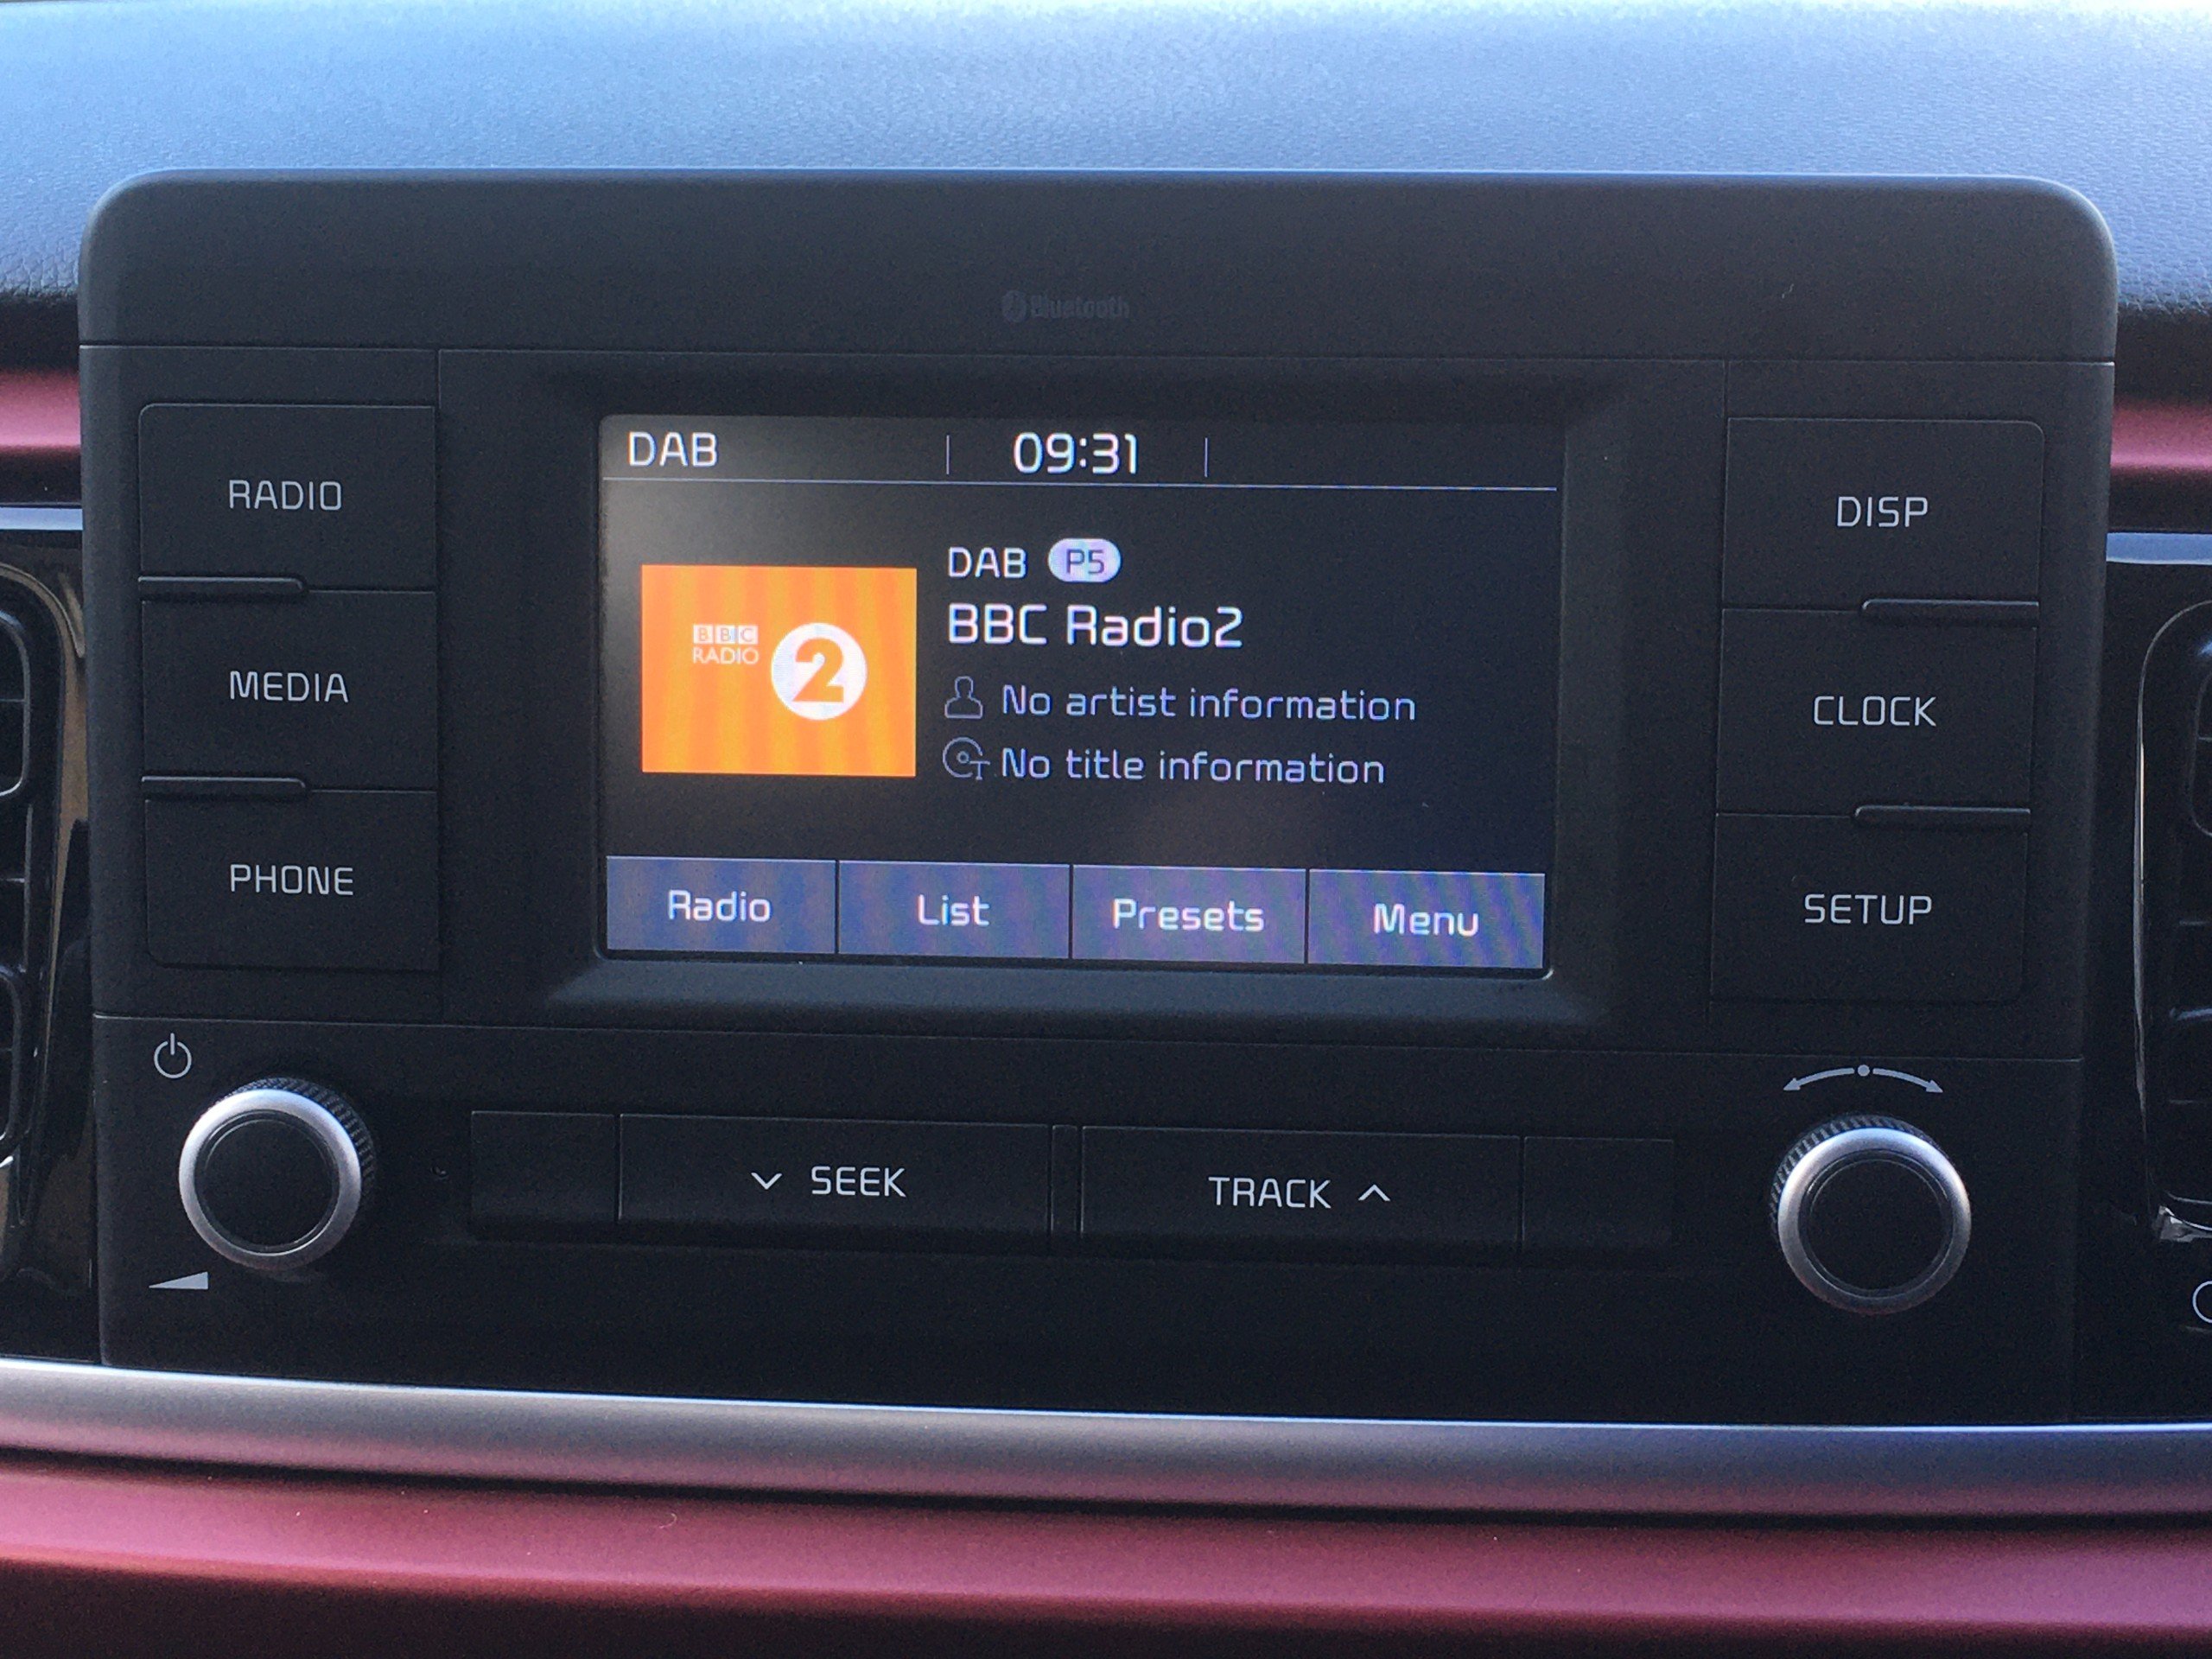 Bluetooth
RADIO
MEDIA
PHONE
DAB 09:31
BBC
RADIO 2
DAB P5
BBC Radio2
No artist information
T No title information
Radio List Presets Menu
DISP
CLOCK
SETUP
SEEK TRACK